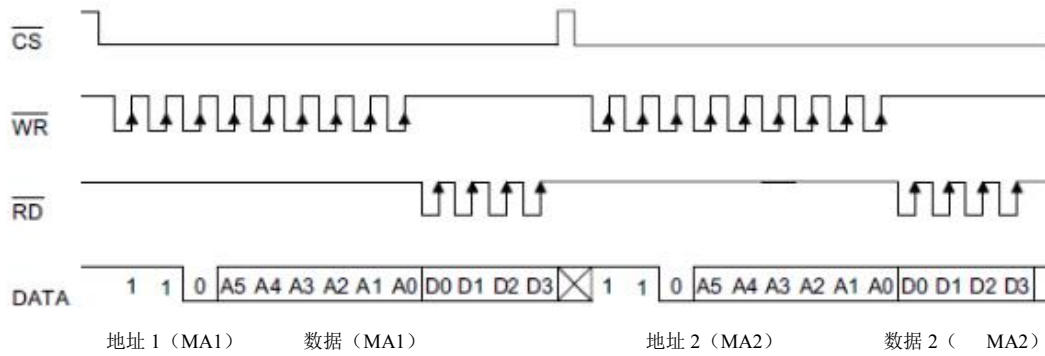 CS
WR
RD
DATA 1 1 0 A5 A4 A3 A2 A1 A0 D0 D1 D2 D3 1 1 0 A5 A4 A3 A2 A1 A0 D0 D1 D2 D3
地址 1（MA1） 数据（MA1） 地址 2（MA2） 数据 2（ MA2）